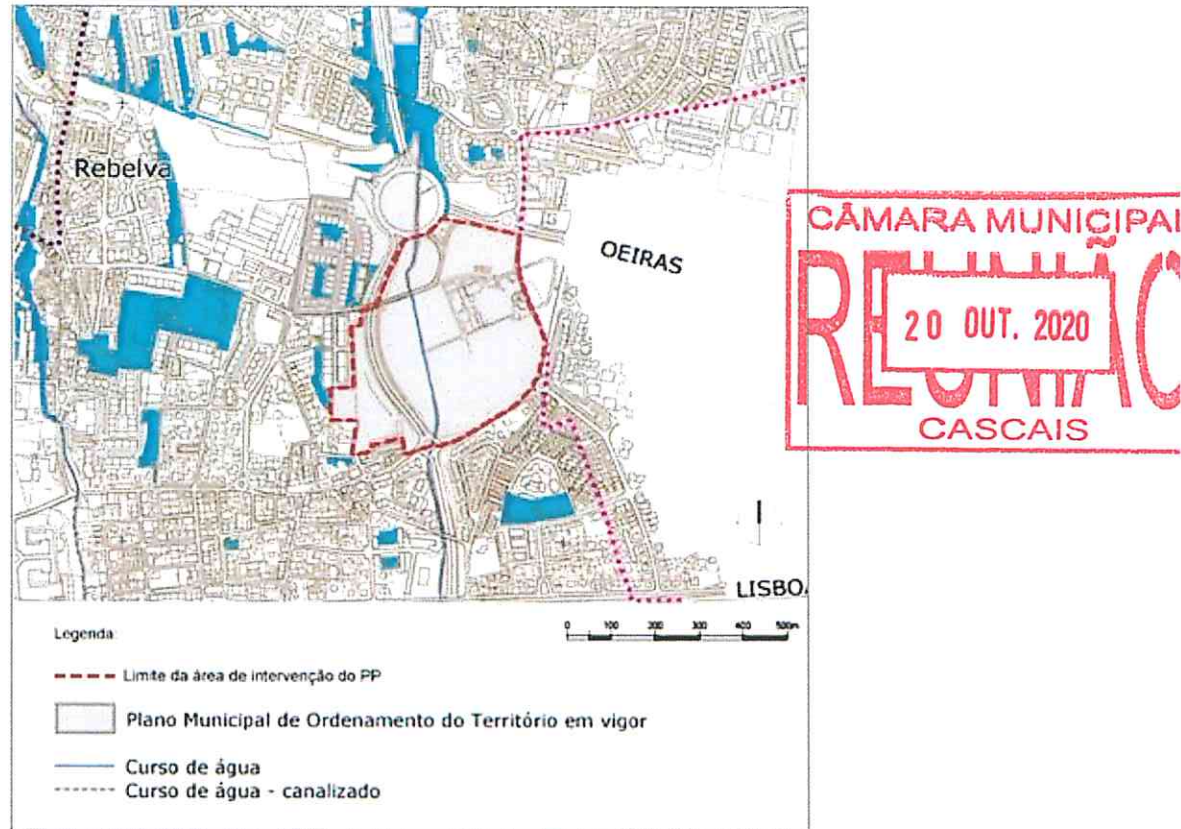 Rebelva
OEIRAS
LISBO
CÂMARA MUNICIPAL
REUNIÃO
20 OUT. 2020
CASCAIS
Legenda:
0 100 200 300 400 500m
Limite da área de intervenção do PP
Plano Municipal de Ordenamento do Território em vigor
Curso de água
Curso de água - canalizado